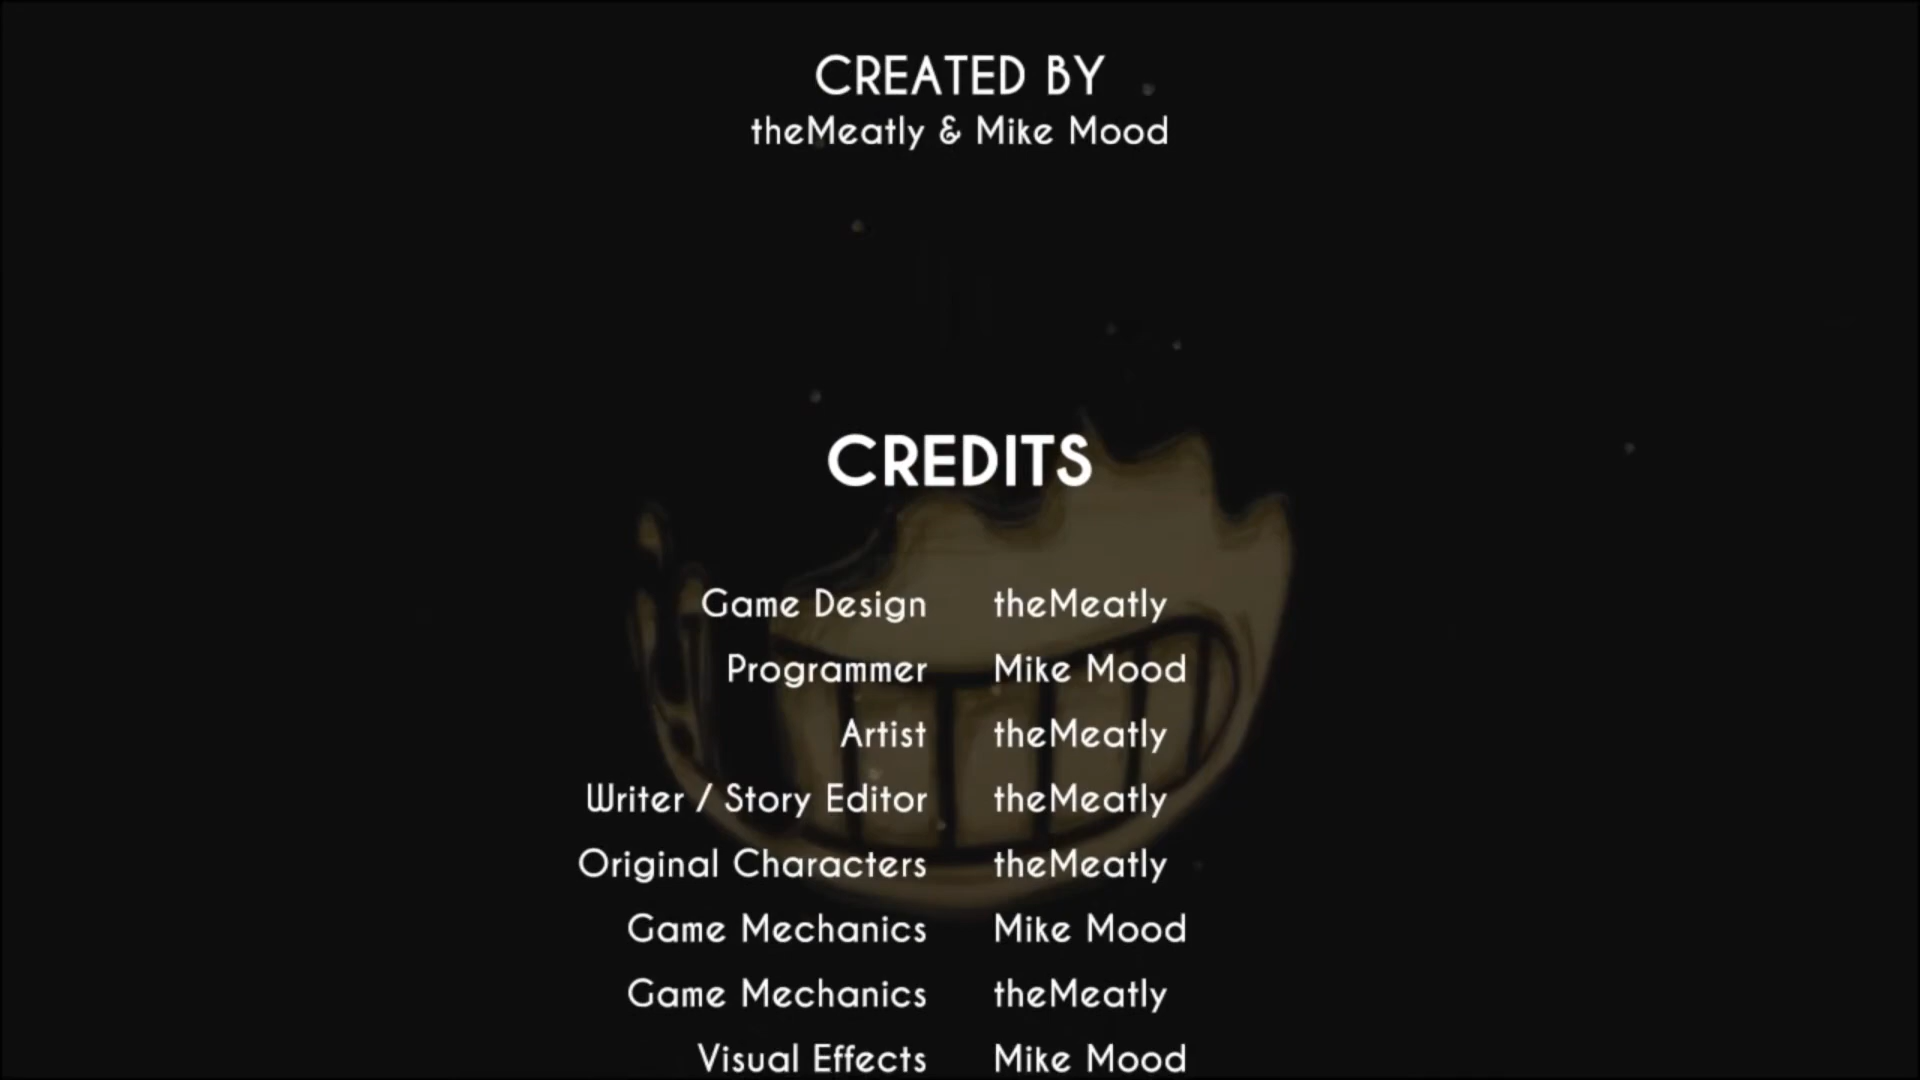 CREATED BY
theMeatly & Mike Mood
CREDITS
Game Design theMeatly
Programmer Mike Mood
Artist theMeatly
Writer / Story Editor theMeatly
Original Characters theMeatly
Game Mechanics Mike Mood
Game Mechanics theMeatly
Visual Effects Mike Mood